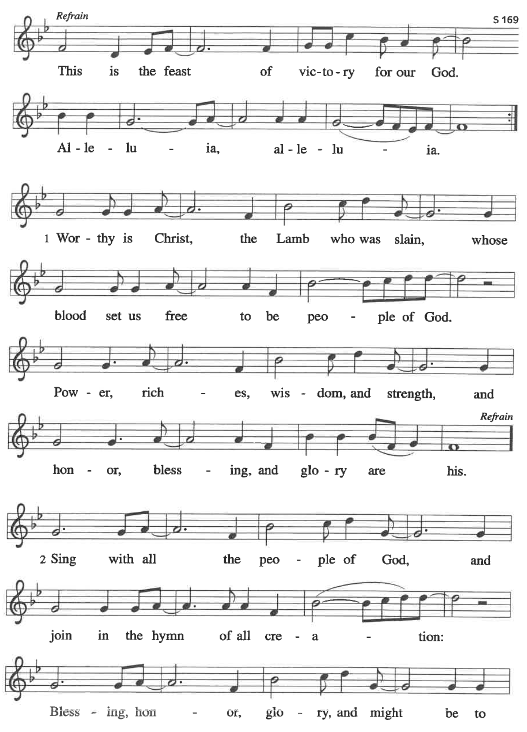 Refrain S 169
This is the feast of vic-to-ry for our God.
Al-le-lu - ia, al-le-lu - ia.
1 Wor-thy is Christ, the Lamb who was slain, whose
blood set us free to be peo - ple of God.
Pow-er, rich - es, wis-dom, and strength, and
Refrain
hon-or, bless - ing, and glo-ry are his.
2 Sing with all the peo - ple of God, and
join in the hymn of all cre - a - tion:
Bless - ing, hon - or, glo - ry, and might be to